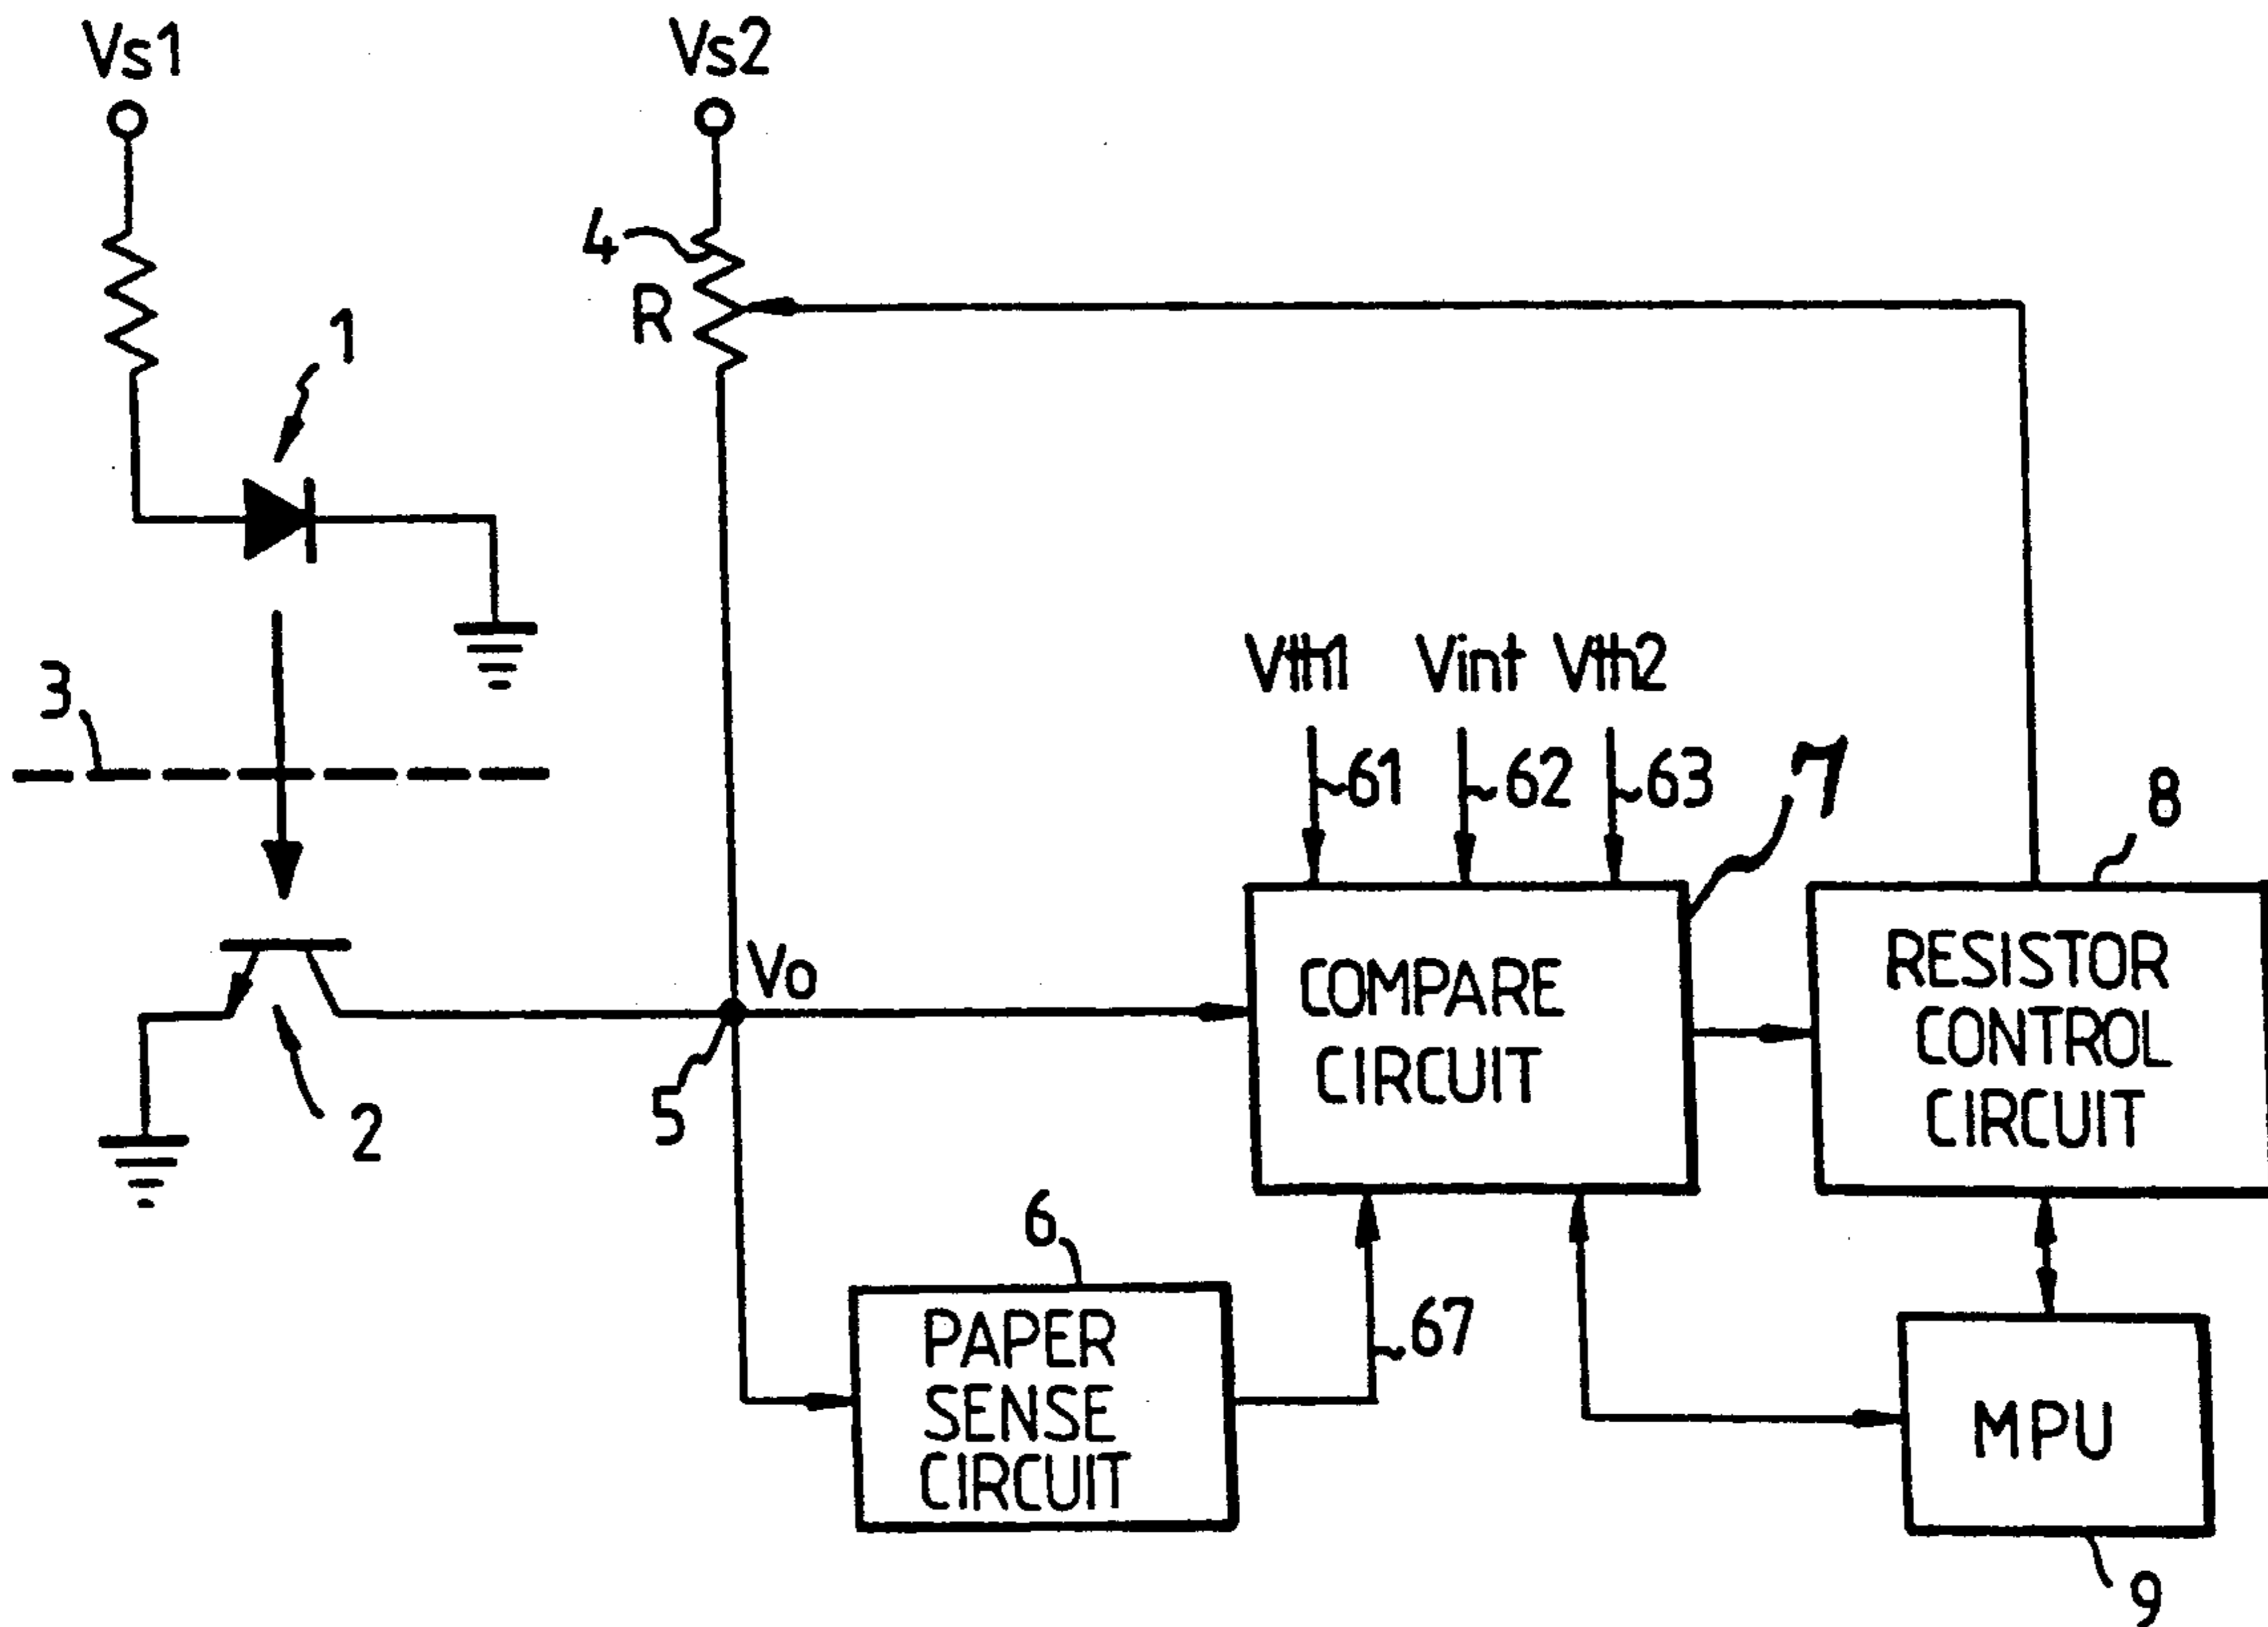 Vs1
Vs2
4
R
1
3
Vth1
Vint
Vth2
61
62
63
7
8
Vo
COMPARE
CIRCUIT
RESISTOR
CONTROL
CIRCUIT
5
2
6
67
PAPER
SENSE
CIRCUIT
MPU
9